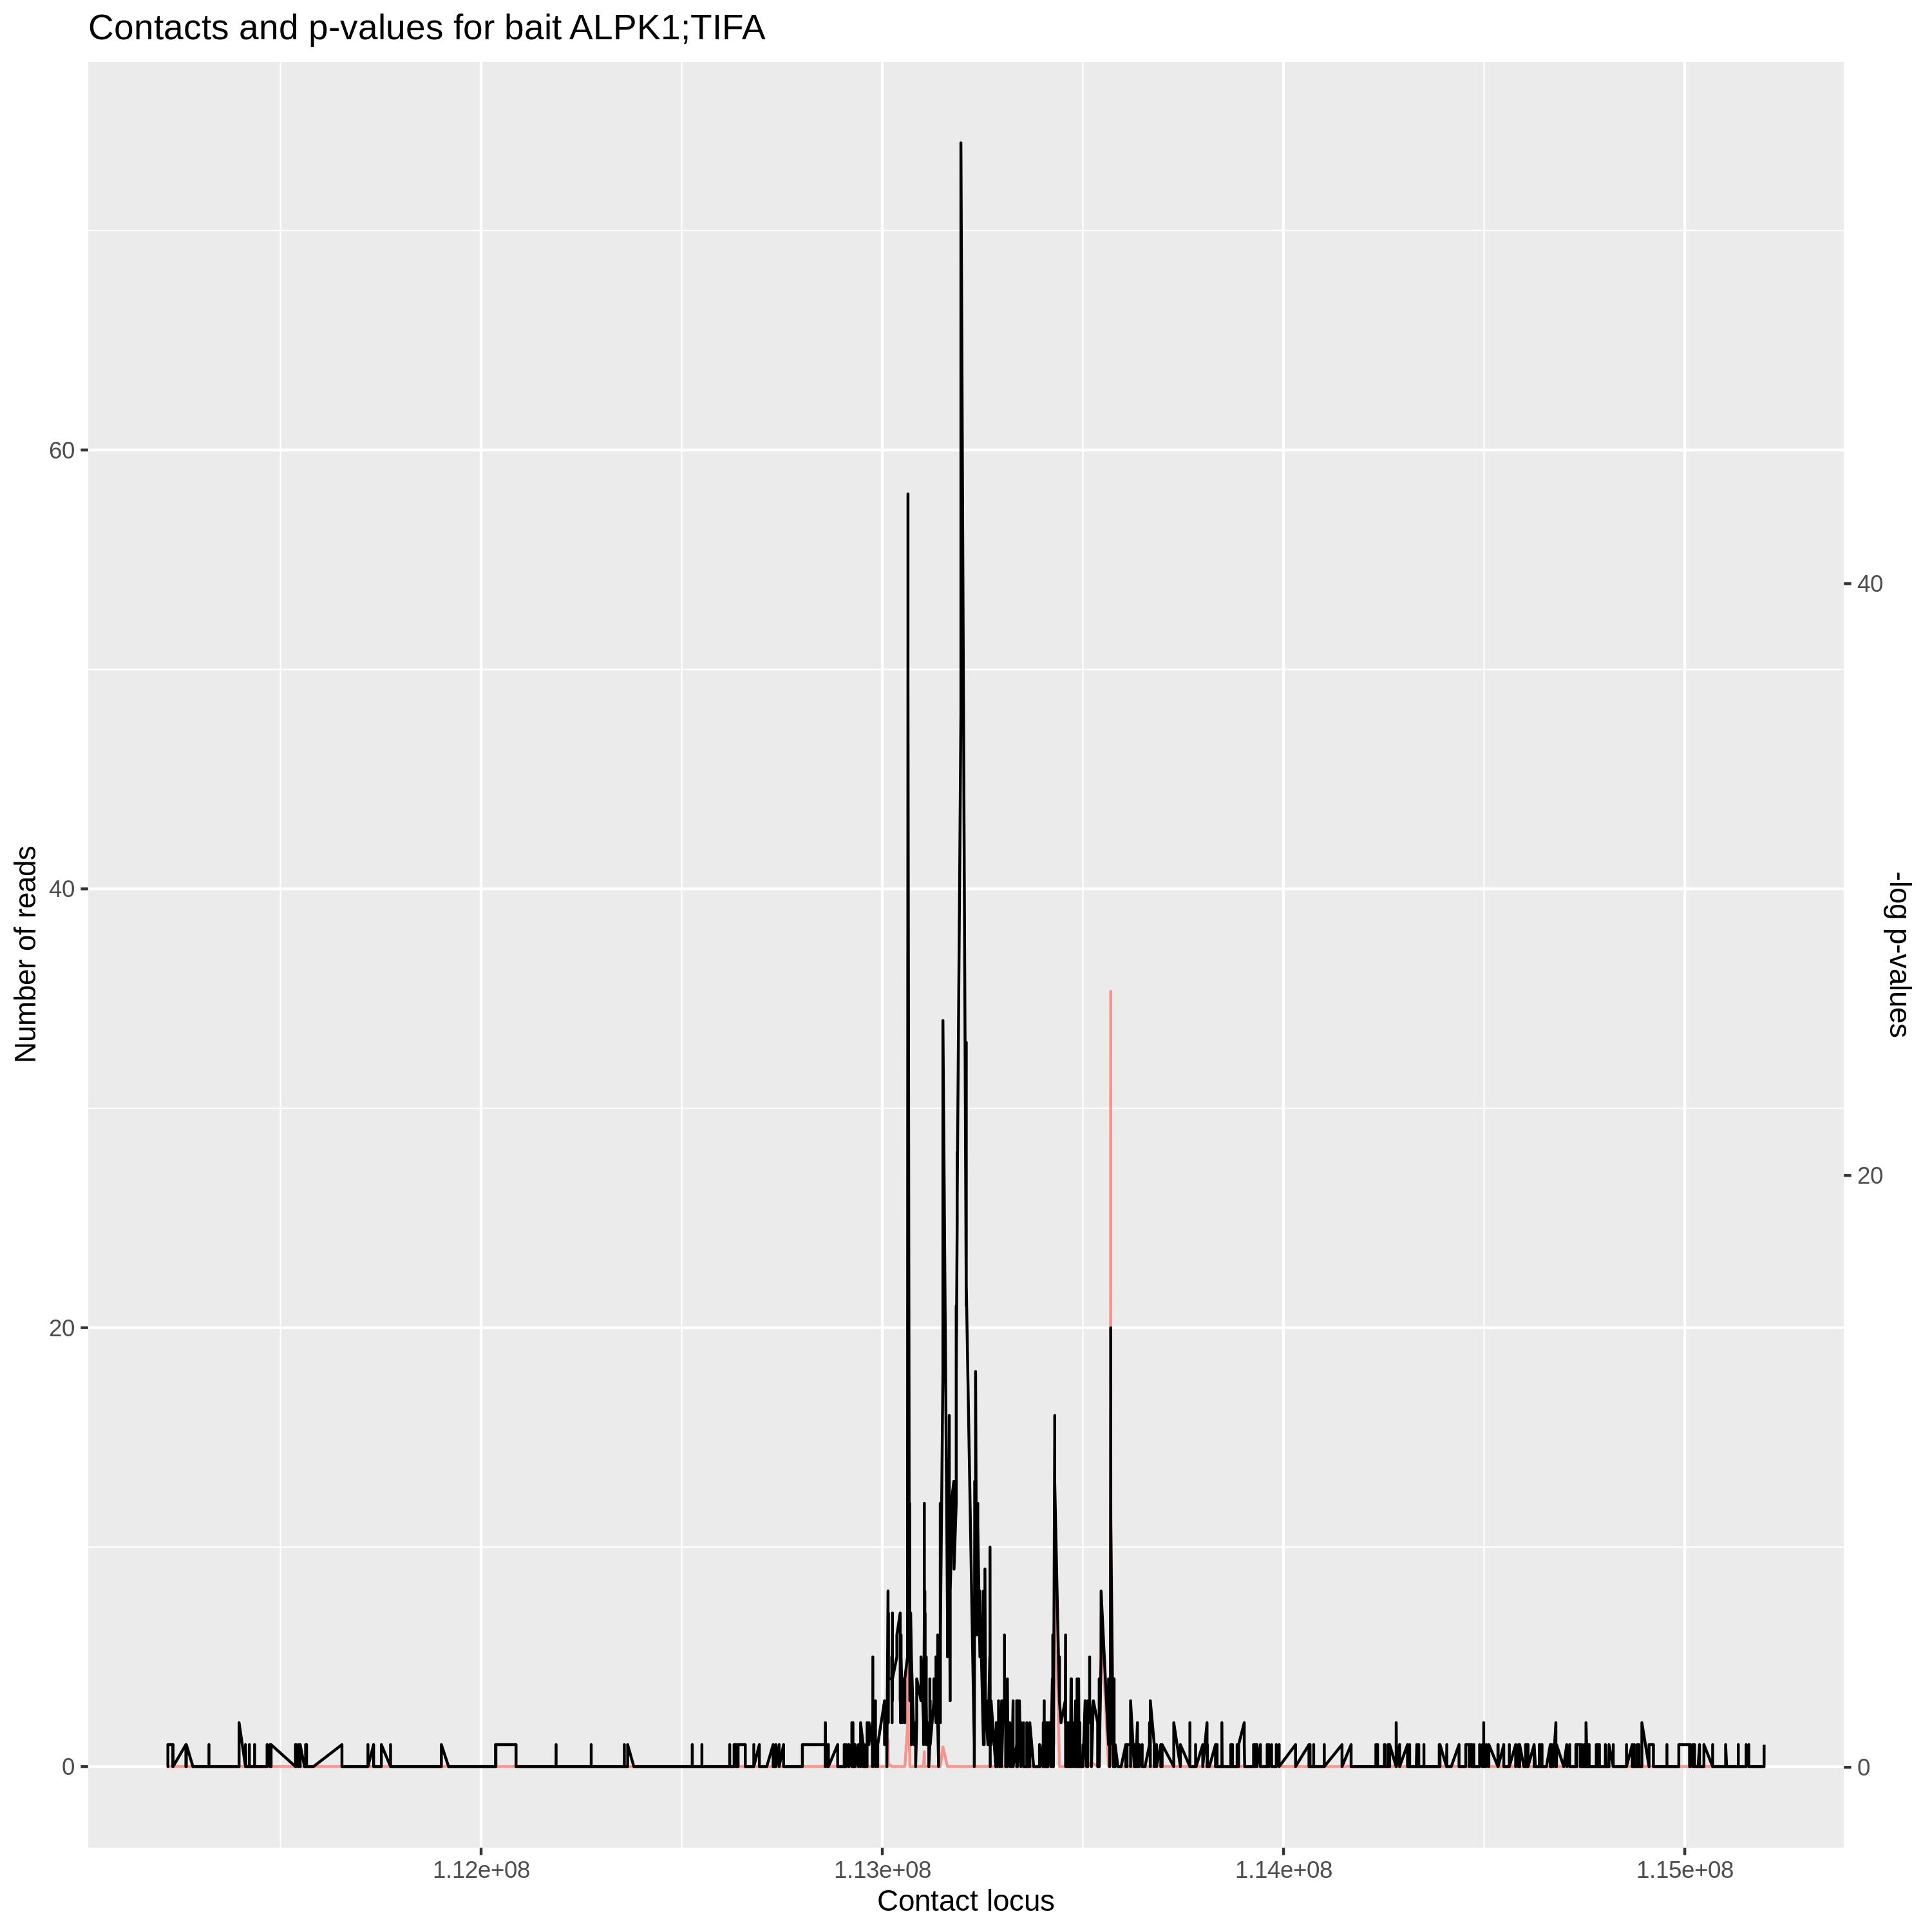 Contacts and p-values for bait ALPK1;TIFA
Number of reads
60
40
20
0
40
20
0
-log p-values
1.12e+08
1.13e+08
1.14e+08
1.15e+08
Contact locus